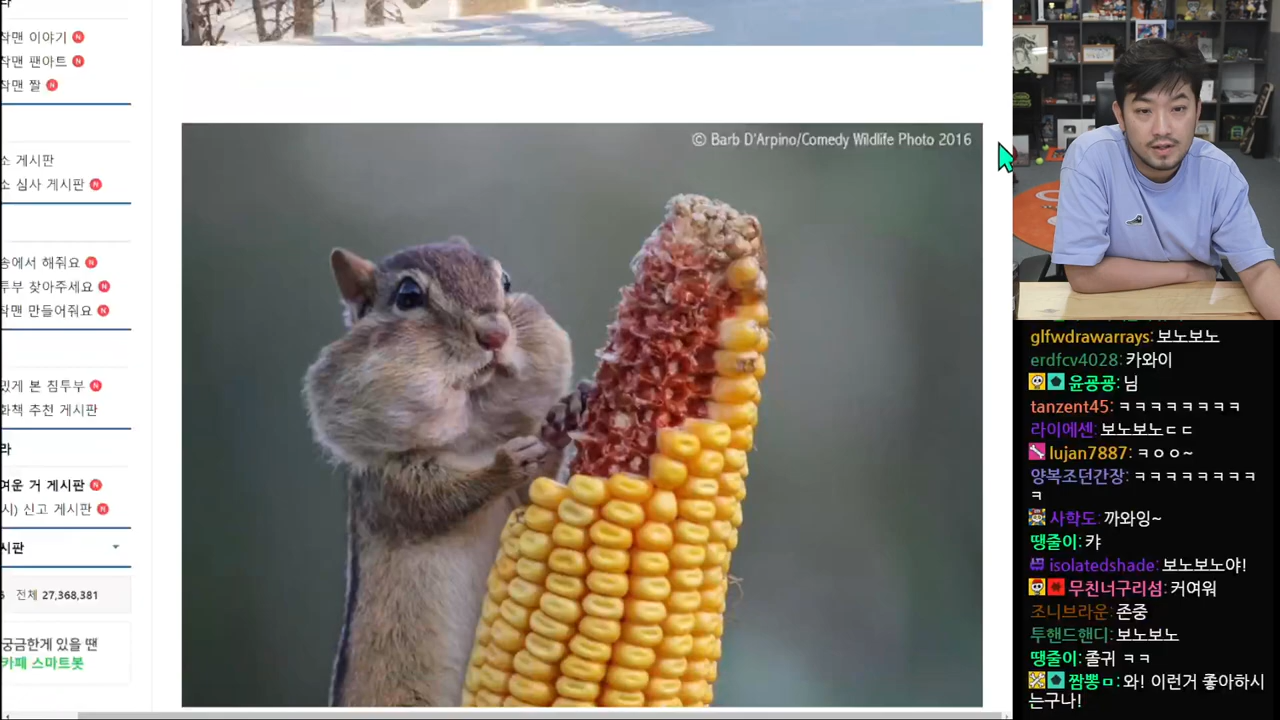 라
작맨 이야기 N
작맨 팬아트 N
작맨 짤 N
소 게시판
소 심사 게시판 N
송에서 해줘요 N
투부 찾아주세요 N
작맨 만들어줘요 N
있게 본 짐투부 N
화책 추천 게시판
라
여운 거 게시판 N
시) 신고 게시판 N
시판
전체 27,368,381
궁금한게 있을 땐
카페 스마트봇
© Barb D'Arpino/Comedy Wildlife Photo 2016
glfwdrawarrays: 보노보노
erdfcv4028: 카와이
윤굥굥: 님
tanzent45: ㅋㅋㅋㅋㅋㅋㅋㅋ
라이에센: 보노보노ㄷㄷ
lujan7887: ㅋㅇㅇ~
양복조던간장: ㅋㅋㅋㅋㅋㅋㅋㅋ
ㅋ
사학도: 까와잉~
땡줄이: 캬
isolatedshade: 보노보노야!
무친너구리섬: 커여워
조니브라운: 존중
투핸드핸디: 보노보노
땡줄이: 졸귀 ㅋㅋ
짬뽕ㅁ: 와! 이런거 좋아하시
는구나!